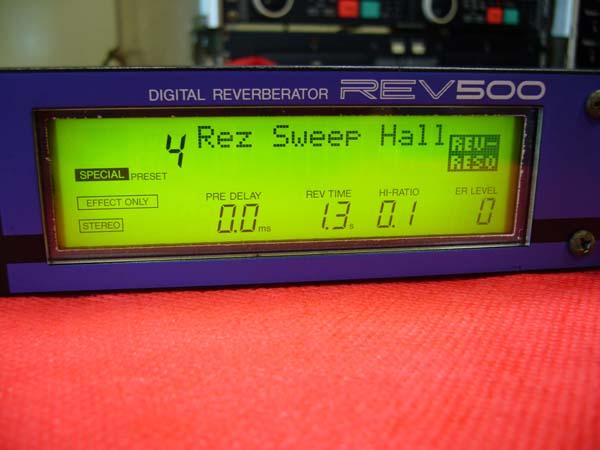 DIGITAL REVERBERATOR REV500
4 Rez Sweep Hall
REV-
RESO
SPECIAL PRESET
EFFECT ONLY
STEREO
PRE DELAY REV TIME HI-RATIO ER LEVEL
0.0ms 1.3s 0.1 0